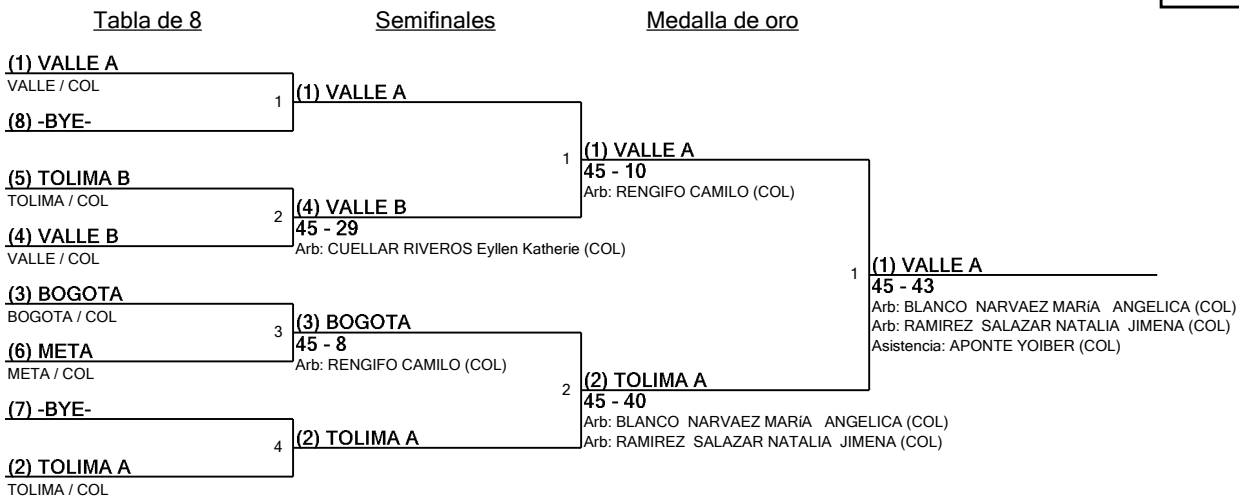 Tabla de 8
Semifinales
Medalla de oro
(1) VALLE A
VALLE / COL
1
(8) -BYE-
(5) TOLIMA B
TOLIMA / COL
2
(4) VALLE B
VALLE / COL
(3) BOGOTA
BOGOTA / COL
3
(6) META
META / COL
(7) -BYE-
4
(2) TOLIMA A
TOLIMA / COL
(1) VALLE A
1
(4) VALLE B
45 - 29
Arb: CUELLAR RIVEROS Eyllen Katherie (COL)
(3) BOGOTA
45 - 8
Arb: RENGIFO CAMILO (COL)
2
(2) TOLIMA A
(1) VALLE A
45 - 10
Arb: RENGIFO CAMILO (COL)
1
(2) TOLIMA A
45 - 40
Arb: BLANCO  NARVAEZ MARíA   ANGELICA (COL)
Arb: RAMIREZ  SALAZAR NATALIA  JIMENA (COL)
(1) VALLE A
45 - 43
Arb: BLANCO  NARVAEZ MARíA   ANGELICA (COL)
Arb: RAMIREZ  SALAZAR NATALIA  JIMENA (COL)
Asistencia: APONTE YOIBER (COL)